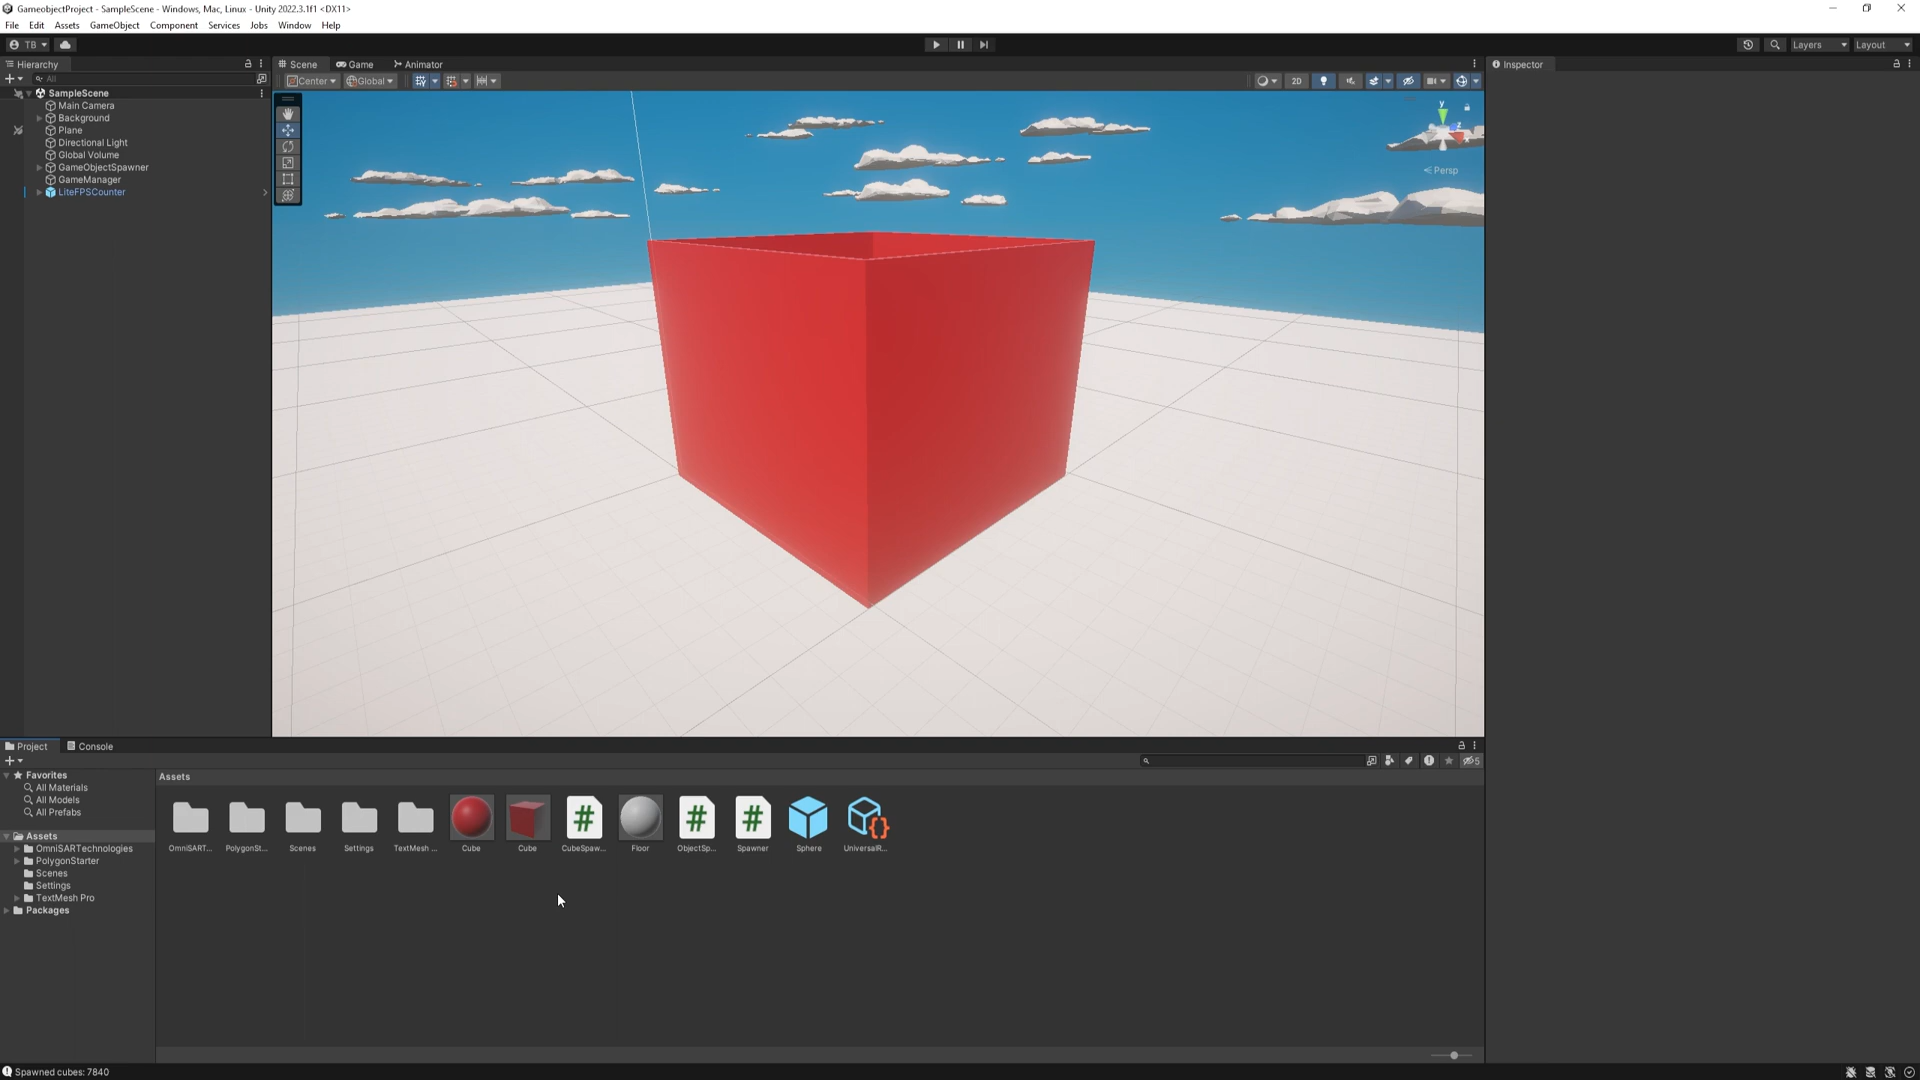 GameobjectProject - SampleScene - Windows, Mac, Linux - Unity 2022.3.1f1 <DX11>
File Edit Assets GameObject Component Services Jobs Window Help
TB Layers Layout
Hierarchy Scene Game Animator Inspector
All Center Global 2D
SampleScene
Main Camera
Background
Plane
Directional Light
Global Volume
GameObjectSpawner
GameManager
LiteFPSCounter
y
z
x
Persp
Project Console
5
Favorites
All Materials
All Models
All Prefabs
Assets
OmniSARTechnologies
PolygonStarter
Scenes
Settings
TextMesh Pro
Packages
Assets
OmniSART... PolygonSt... Scenes Settings TextMesh ... Cube Cube CubeSpaw... Floor ObjectSp... Spawner Sphere UniversalR...
Spawned cubes: 7840